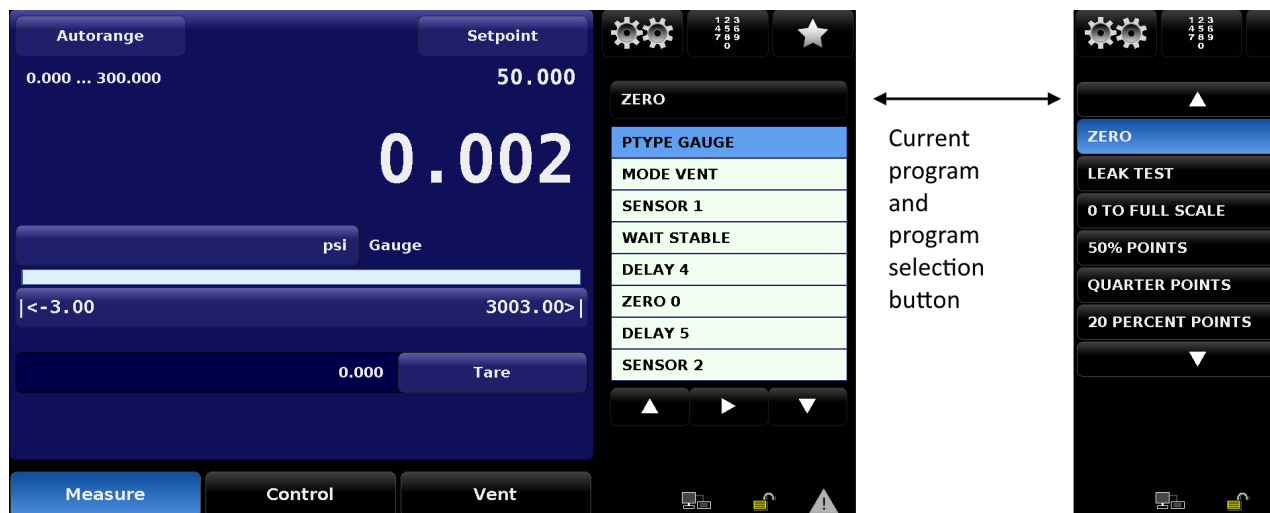 Autorange
Setpoint
0.000 ... 300.000
50.000
0.002
psi
Gauge
|<-3.00
3003.00>|
0.000
Tare
Measure
Control
Vent
1 2 3
4 5 6
7 8 9
0
ZERO
PTYPE GAUGE
MODE VENT
SENSOR 1
WAIT STABLE
DELAY 4
ZERO 0
DELAY 5
SENSOR 2
Current
program
and
program
selection
button
1 2 3
4 5 6
7 8 9
0
ZERO
LEAK TEST
0 TO FULL SCALE
50% POINTS
QUARTER POINTS
20 PERCENT POINTS